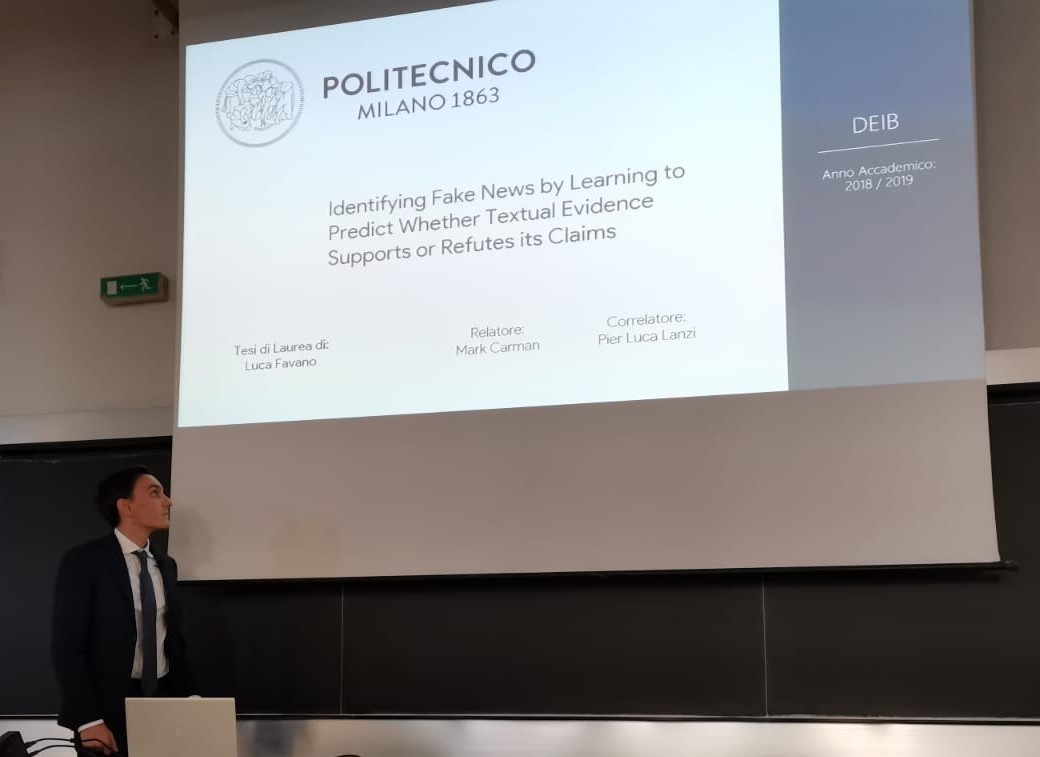 POLITECNICO
MILANO 1863
DEIB
Anno Accademico:
2018 / 2019
Identifying Fake News by Learning to
Predict Whether Textual Evidence
Supports or Refutes its Claims
Tesi di Laurea di:
Luca Favano
Relatore:
Mark Carman
Correlatore:
Pier Luca Lanzi